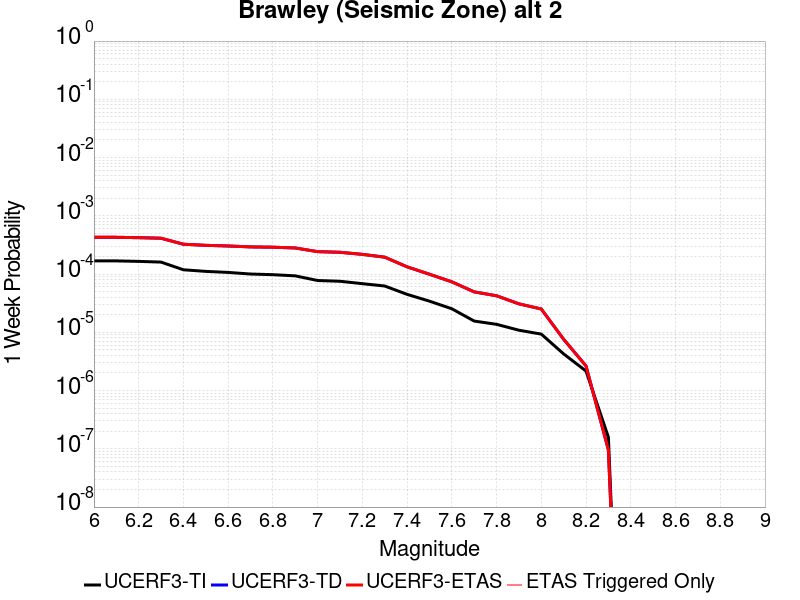 Brawley (Seismic Zone) alt 2
10^0
10^-1
10^-2
10^-3
10^-4
10^-5
10^-6
10^-7
10^-8
1 Week Probability
6 6.2 6.4 6.6 6.8 7 7.2 7.4 7.6 7.8 8 8.2 8.4 8.6 8.8 9
Magnitude
UCERF3-TI UCERF3-TD UCERF3-ETAS ETAS Triggered Only